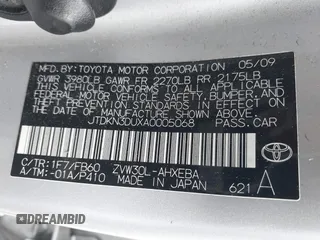 MFD. BY: TOYOTA MOTOR CORPORATION 05/09
GVWR 3980LB GAWR FR 2270LB RR 2175LB
THIS VEHICLE CONFORMS TO ALL APPLICABLE
FEDERAL MOTOR VEHICLE SAFETY, BUMPER, AND
THEFT PREVENTION STANDARDS IN EFFECT ON
THE DATE OF MANUFACTURE SHOWN ABOVE.
JTDKN3DUXA0005068 PASS. CAR
C/TR: 1F7/FB60 ZVW30L-AHXEBA
A/TM: -01A/P410 MADE IN JAPAN 621 A
TOYOTA